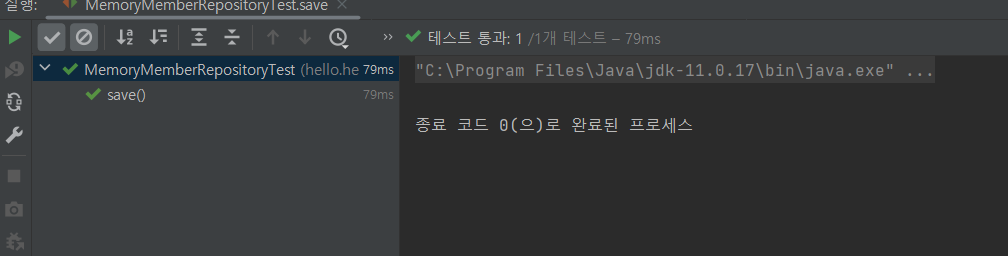 실행: MemoryMemberRepositoryTest.save ×
» 테스트 통과: 1 /1개 테스트 – 79ms
MemoryMemberRepositoryTest (hello.he 79ms
save() 79ms
"C:\Program Files\Java\jdk-11.0.17\bin\java.exe" ...
종료 코드 0(으)로 완료된 프로세스